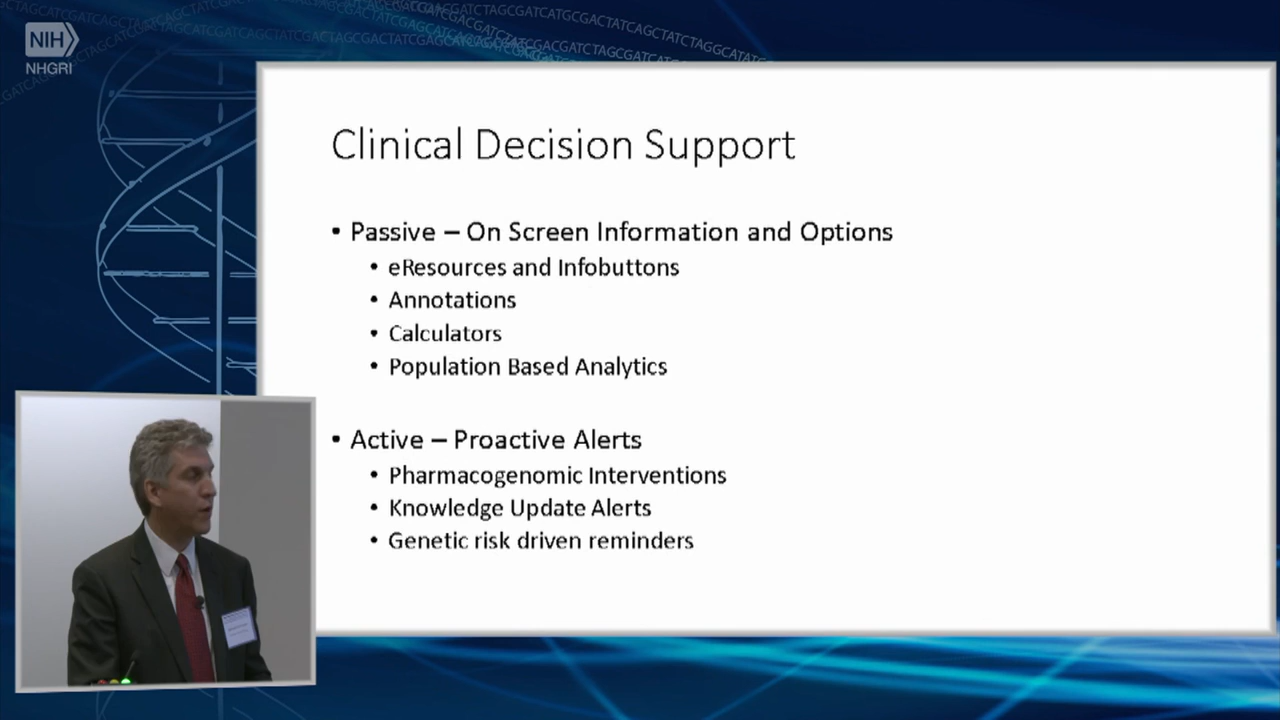 NIH
NHGRI
Clinical Decision Support
• Passive – On Screen Information and Options
• eResources and Infobuttons
• Annotations
• Calculators
• Population Based Analytics
• Active – Proactive Alerts
• Pharmacogenomic Interventions
• Knowledge Update Alerts
• Genetic risk driven reminders